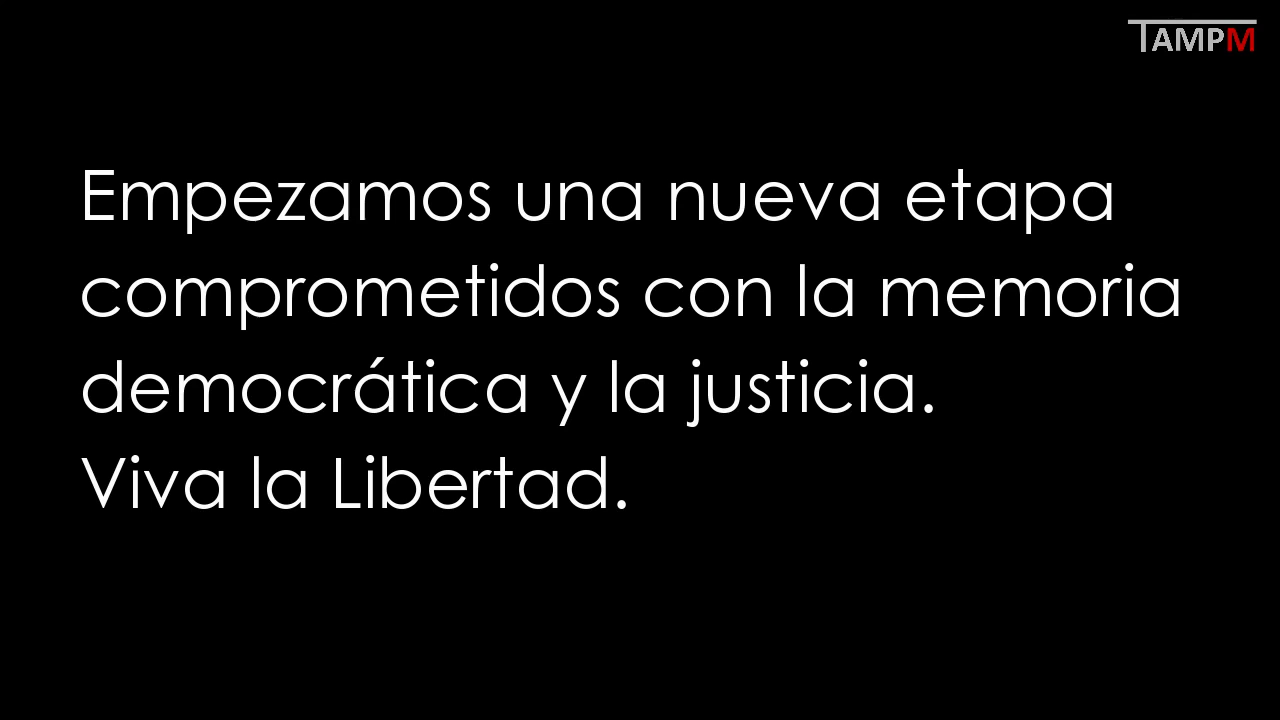 TAMPM
Empezamos una nueva etapa
comprometidos con la memoria
democrática y la justicia.
Viva la Libertad.